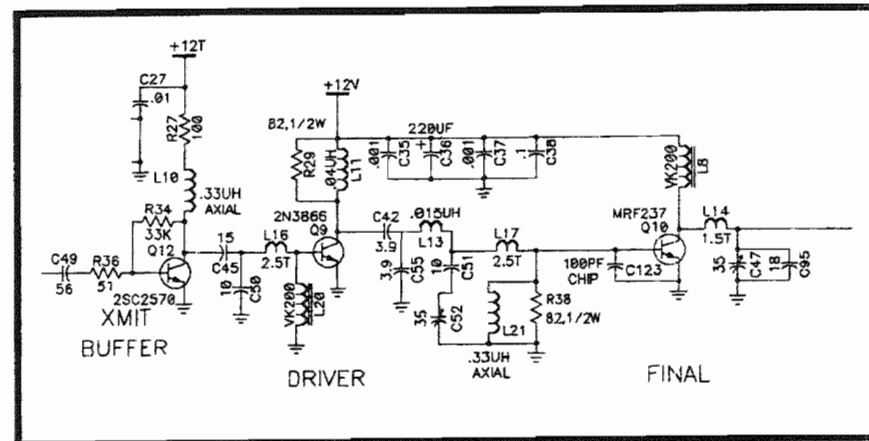 +12T
C27
.01
R27
100
L10
.33UH
AXIAL
R34
33K
Q12
C49
56
R36
51
2SC2570
XMIT
BUFFER
15
C45
10
C50
L16
2.5T
VK200
L20
+12V
82,1/2W
R29
.04UH
L11
2N3866
Q9
DRIVER
220UF
.001
C35
+
C36
.001
C37
.1
C38
C42
3.9
.015UH
L13
3.9
C55
10
C51
35
C52
L17
2.5T
L21
.33UH
AXIAL
R38
82,1/2W
100PF
CHIP
C123
MRF237
Q10
VK200
L8
L14
1.5T
35
C47
18
C95
FINAL